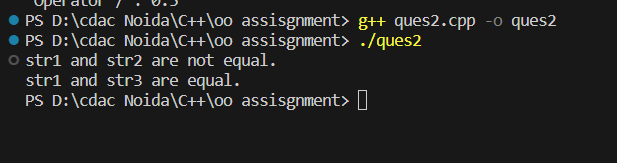 Operator / : 0.5
PS D:\cdac Noida\C++\oo assisgnment> g++ ques2.cpp -o ques2
PS D:\cdac Noida\C++\oo assisgnment> ./ques2
str1 and str2 are not equal.
str1 and str3 are equal.
PS D:\cdac Noida\C++\oo assisgnment>